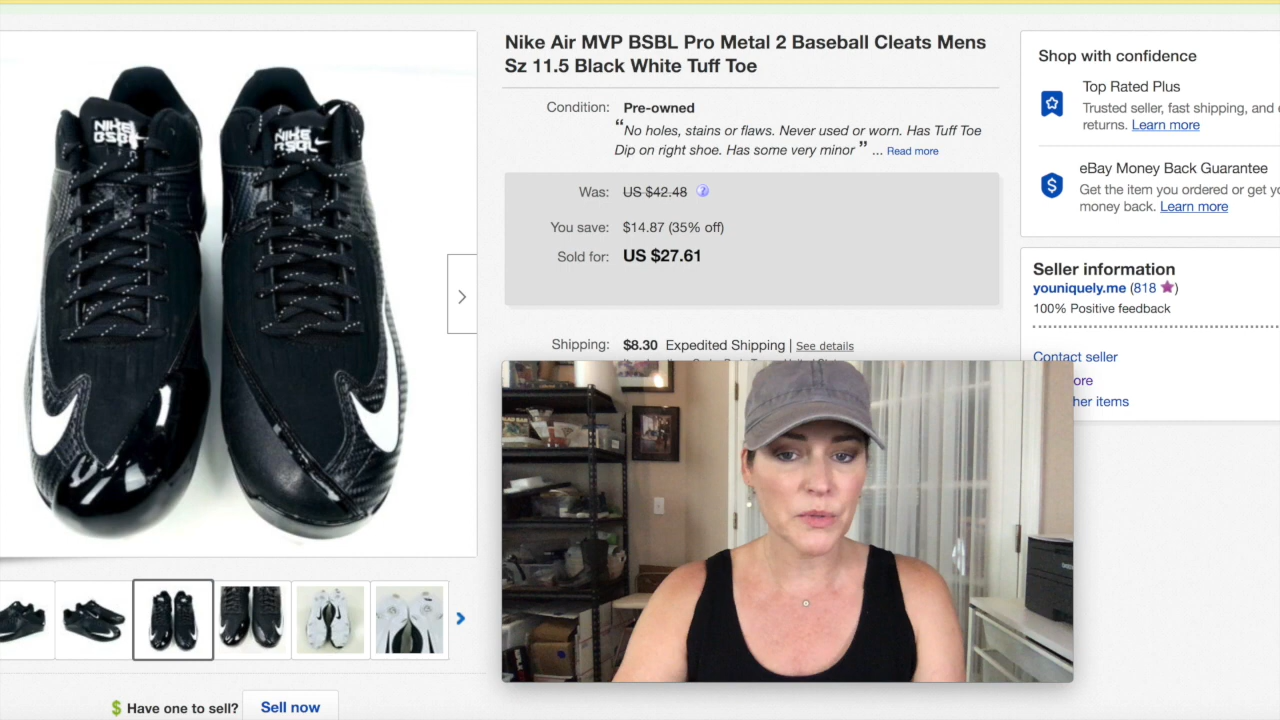 Nike Air MVP BSBL Pro Metal 2 Baseball Cleats Mens
Sz 11.5 Black White Tuff Toe
Condition: Pre-owned
“No holes, stains or flaws. Never used or worn. Has Tuff Toe
Dip on right shoe. Has some very minor ” ... Read more
Was: US $42.48
You save: $14.87 (35% off)
Sold for: US $27.61
Shipping: $8.30 Expedited Shipping | See details
Shop with confidence
Top Rated Plus
Trusted seller, fast shipping, and
returns. Learn more
eBay Money Back Guarantee
Get the item you ordered or get
money back. Learn more
Seller information
youniquely.me (818)
100% Positive feedback
Contact seller
ore
her items
NIKE
BSBL
NIKE
BSBL
$ Have one to sell? Sell now